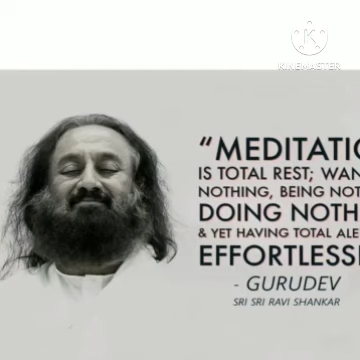 KINEMASTER
“MEDITATIO
IS TOTAL REST; WAN
NOTHING, BEING NOT
DOING NOTH
& YET HAVING TOTAL ALE
EFFORTLESS
- GURUDEV
SRI SRI RAVI SHANKAR